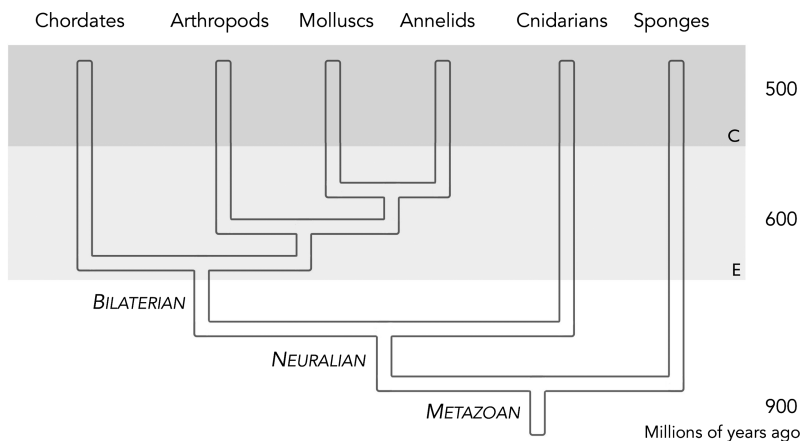 Chordates Arthropods Molluscs Annelids Cnidarians Sponges
500
C
600
E
BILATERIAN
NEURALIAN
METAZOAN
900
Millions of years ago